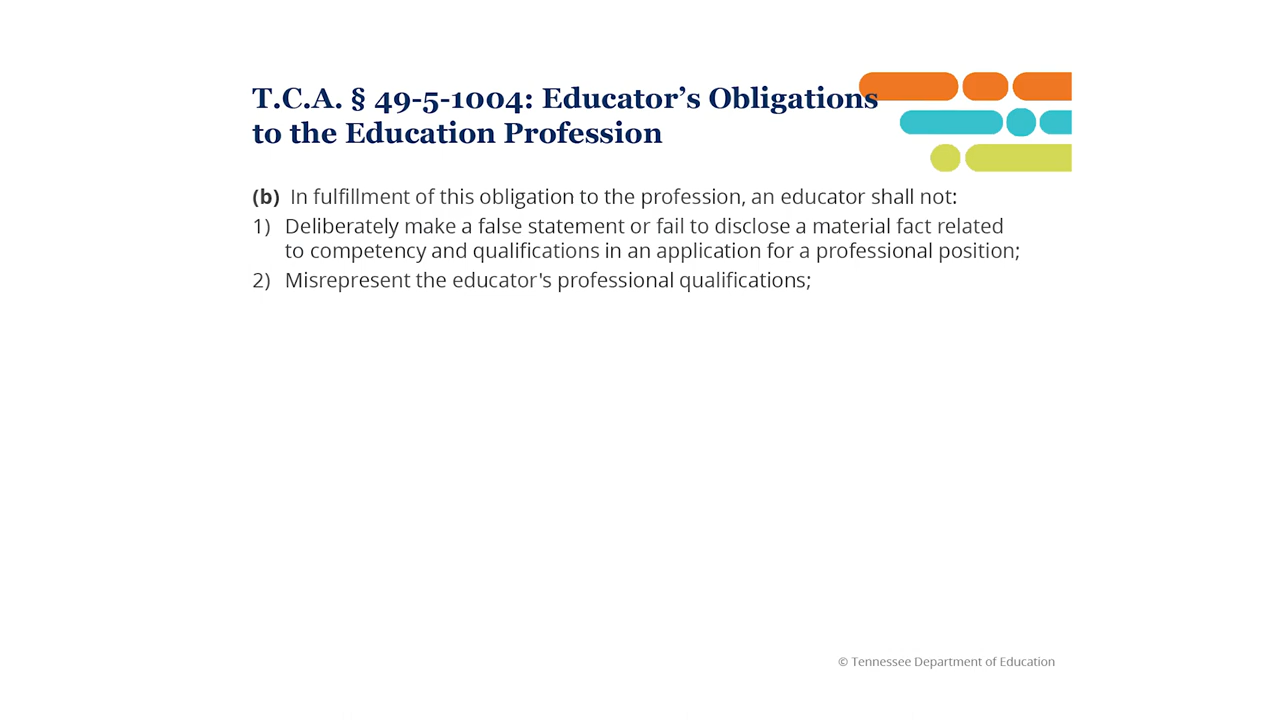 T.C.A. § 49-5-1004: Educator’s Obligations
to the Education Profession
(b) In fulfillment of this obligation to the profession, an educator shall not:
1) Deliberately make a false statement or fail to disclose a material fact related
to competency and qualifications in an application for a professional position;
2) Misrepresent the educator's professional qualifications;
© Tennessee Department of Education